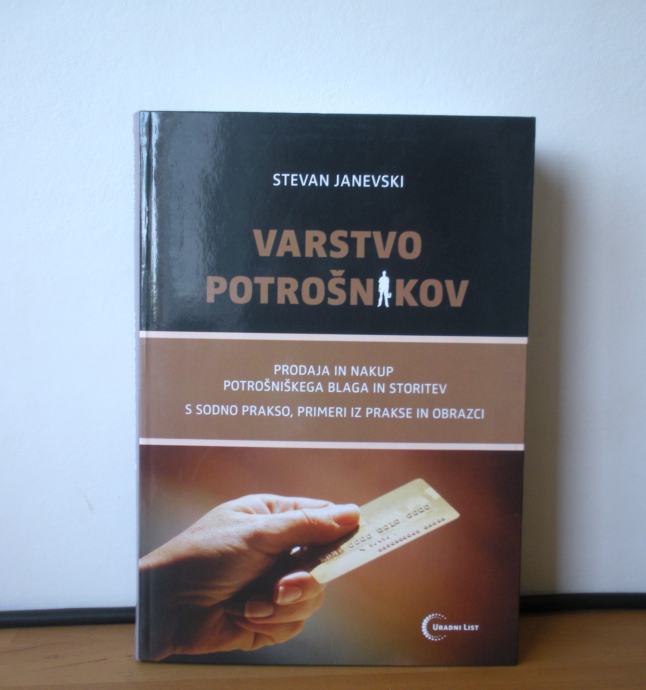 STEVAN JANEVSKI
VARSTVO
POTROŠNIKOV
PRODAJA IN NAKUP
POTROŠNIŠKEGA BLAGA IN STORITEV
S SODNO PRAKSO, PRIMERI IZ PRAKSE IN OBRAZCI
URADNI LIST